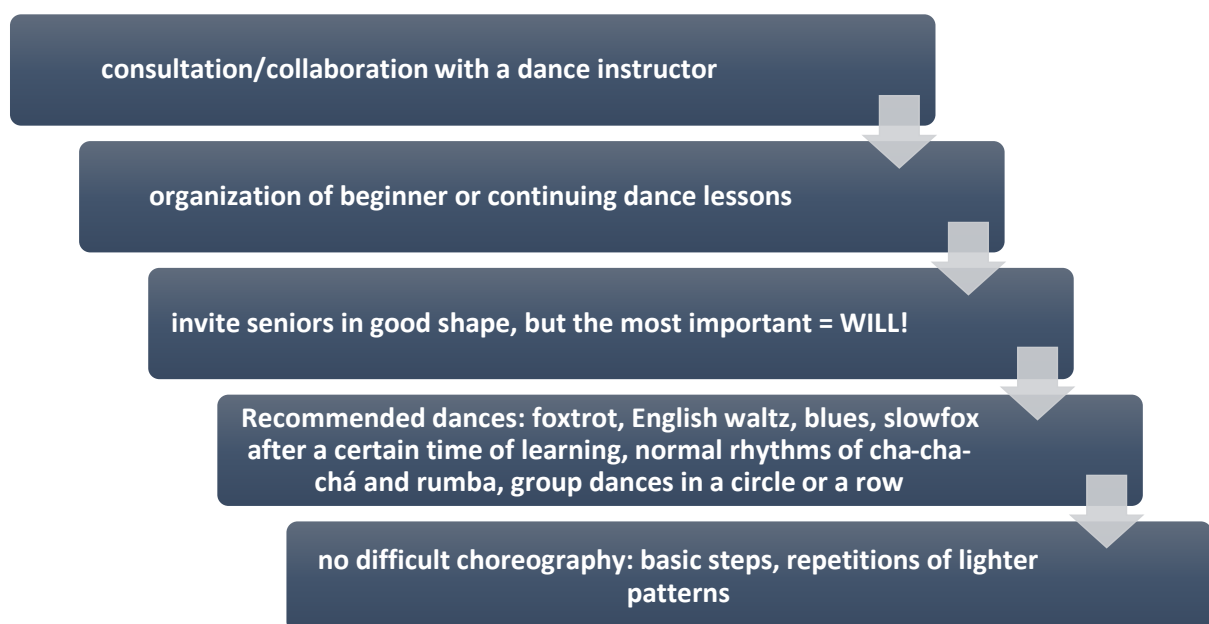 consultation/collaboration with a dance instructor
organization of beginner or continuing dance lessons
invite seniors in good shape, but the most important = WILL!
Recommended dances: foxtrot, English waltz, blues, slowfox
after a certain time of learning, normal rhythms of cha-cha-
chá and rumba, group dances in a circle or a row
no difficult choreography: basic steps, repetitions of lighter
patterns